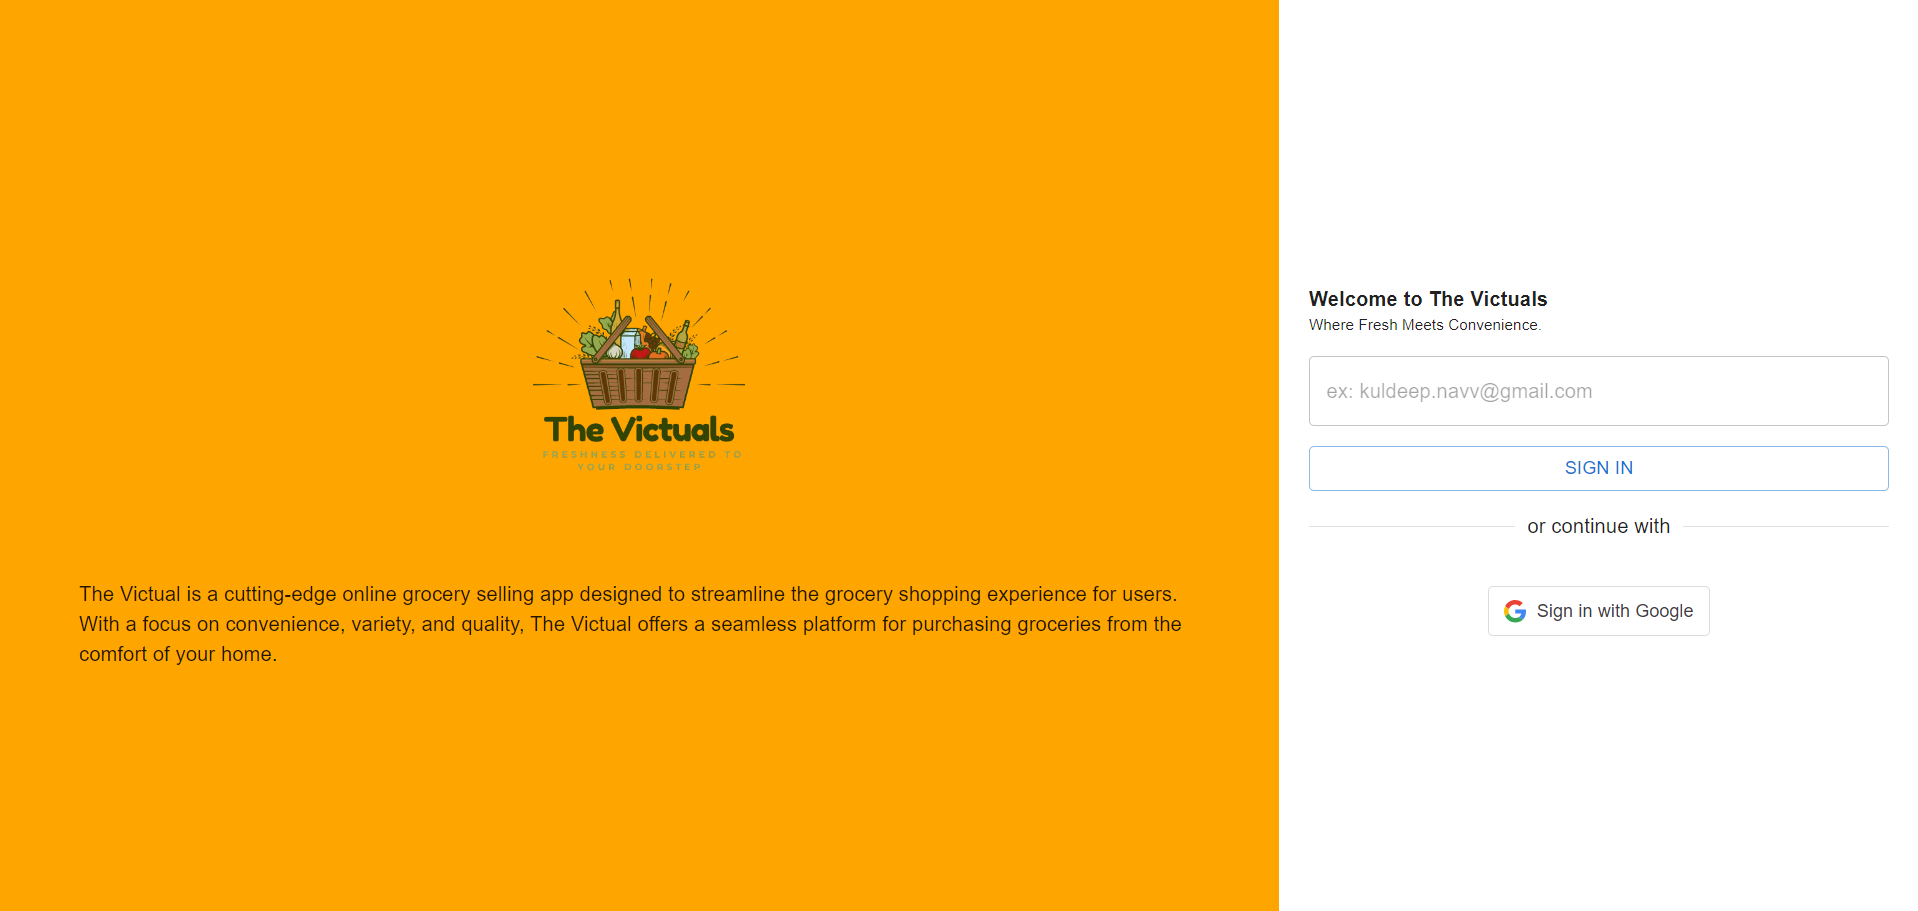 The Victuals
FRESHNESS DELIVERED TO
YOUR DOORSTEP
The Victual is a cutting-edge online grocery selling app designed to streamline the grocery shopping experience for users.
With a focus on convenience, variety, and quality, The Victual offers a seamless platform for purchasing groceries from the
comfort of your home.
Welcome to The Victuals
Where Fresh Meets Convenience.
ex: kuldeep.navv@gmail.com
SIGN IN
or continue with
Sign in with Google